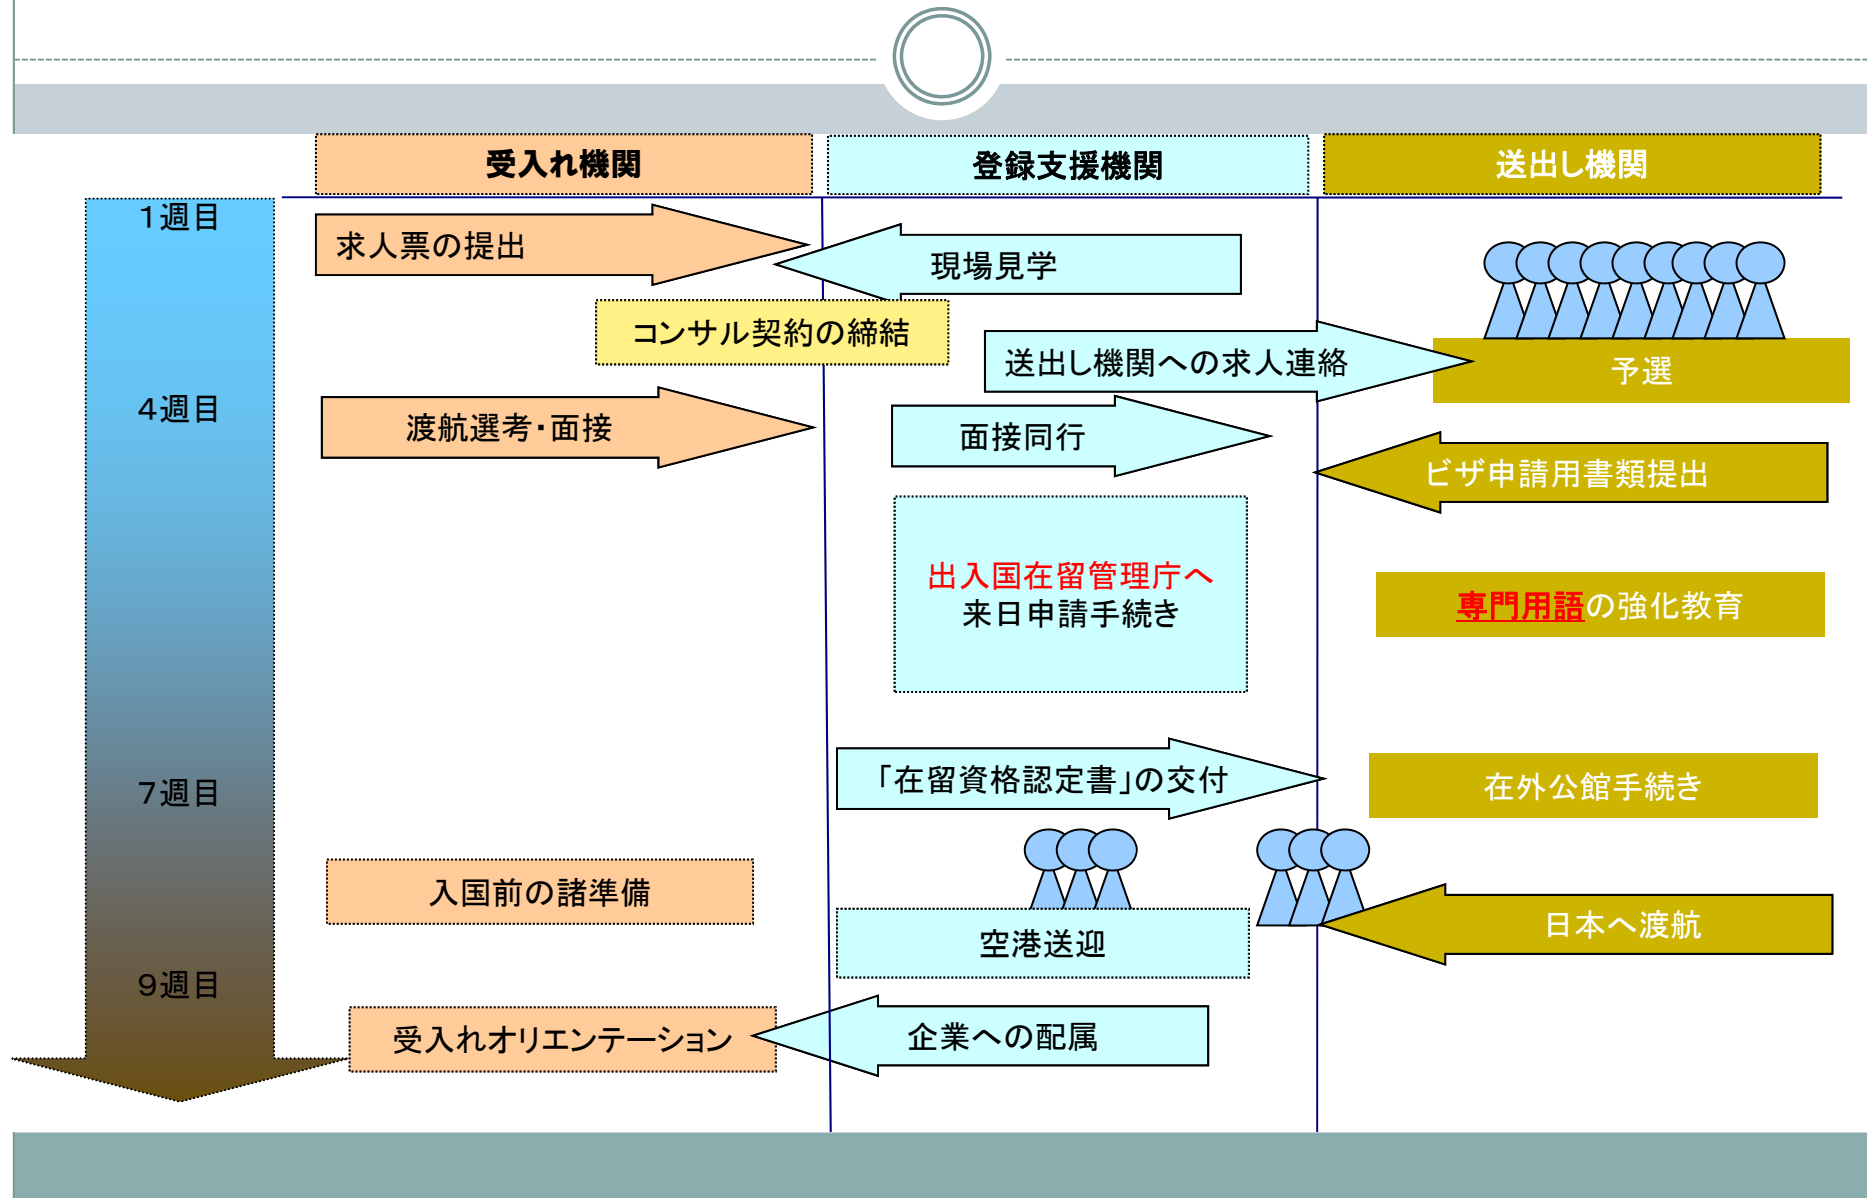 受入れ機関
登録支援機関
送出し機関
1週目
求人票の提出
現場見学
コンサル契約の締結
送出し機関への求人連絡
予選
4週目
渡航選考・面接
面接同行
ビザ申請用書類提出
出入国在留管理庁へ
来日申請手続き
専門用語の強化教育
7週目
「在留資格認定書」の交付
在外公館手続き
入国前の諸準備
空港送迎
日本へ渡航
9週目
受入れオリエンテーション
企業への配属